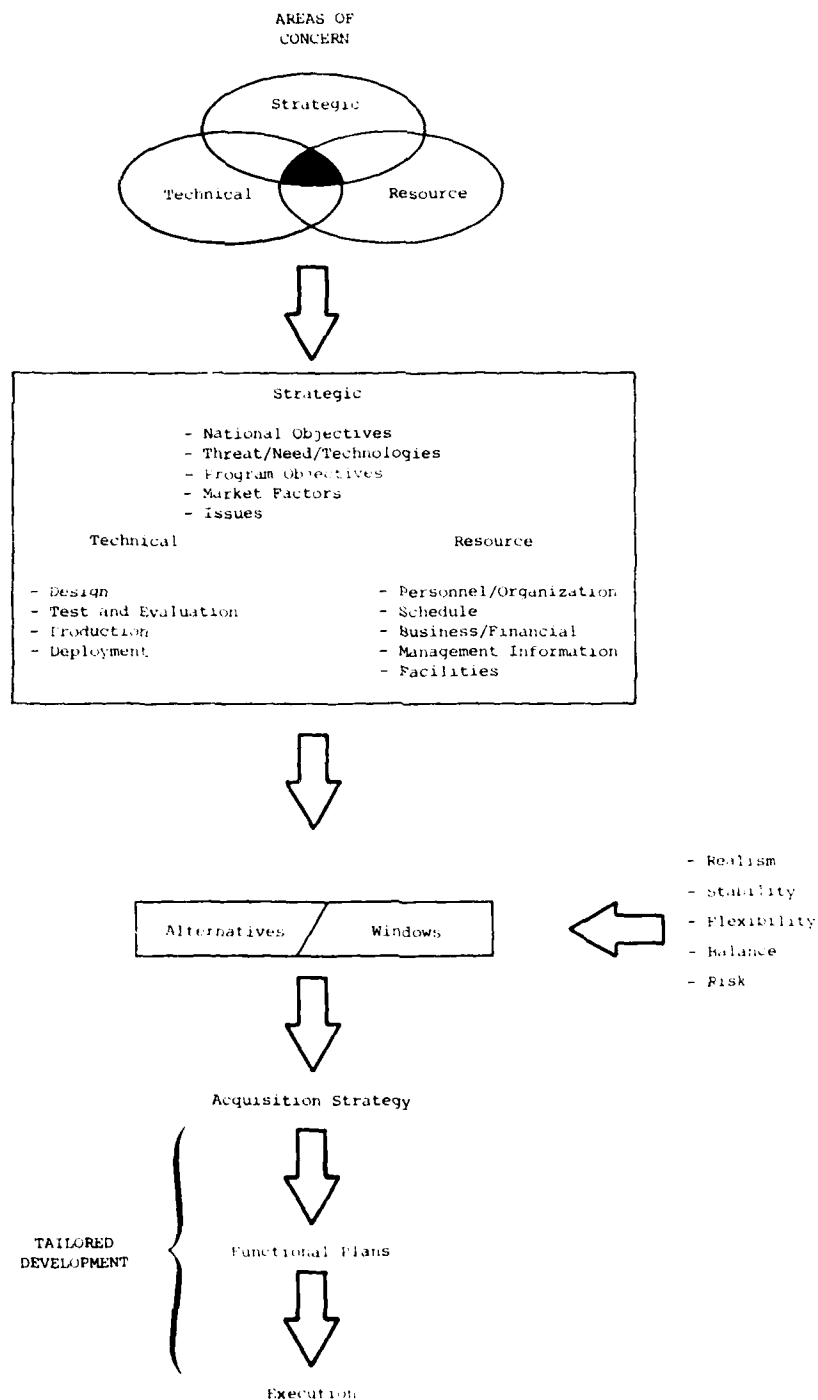 AREAS OF
CONCERN
Strategic
Technical
Resource
Strategic
- National Objectives
- Threat/Need/Technologies
- Program Objectives
- Market Factors
- Issues
Technical
- Design
- Test and Evaluation
- Production
- Deployment
Resource
- Personnel/Organization
- Schedule
- Business/Financial
- Management Information
- Facilities
Alternatives
Windows
- Realism
- Stability
- Flexibility
- Balance
- Risk
Acquisition Strategy
TAILORED
DEVELOPMENT
Functional Plans
Execution